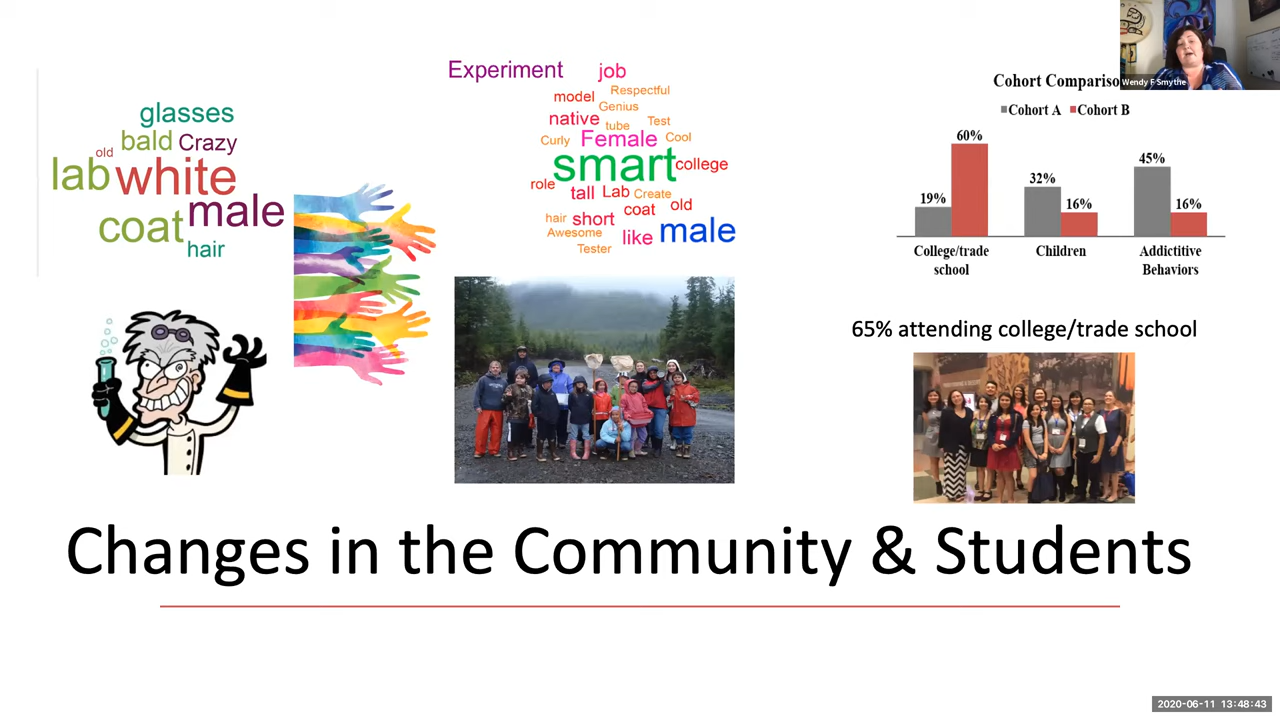 glasses
bald Crazy
old
lab white
coat male
hair
Experiment job
Respectful
model
Genius
native tube Test
Curly Female Cool
smart college
role tall Lab Create
coat old
hair short
Awesome like male
Tester
Cohort Compariso
Cohort A Cohort B
60%
19%
32%
16%
45%
16%
College/trade school
Children
Addictitive Behaviors
Wendy F Smythe
65% attending college/trade school
Changes in the Community & Students
2020-06-11 13:48:43